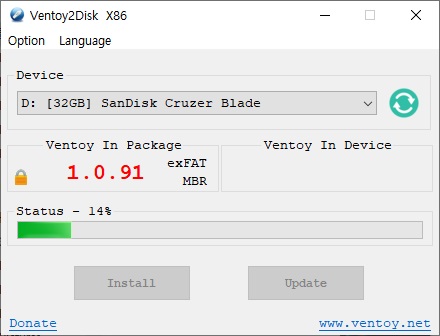 Ventoy2Disk X86
Option Language
Device
D: [32GB] SanDisk Cruzer Blade
Ventoy In Package
Ventoy In Device
1.0.91
exFAT
MBR
Status - 14%
Install
Update
Donate
www.ventoy.net